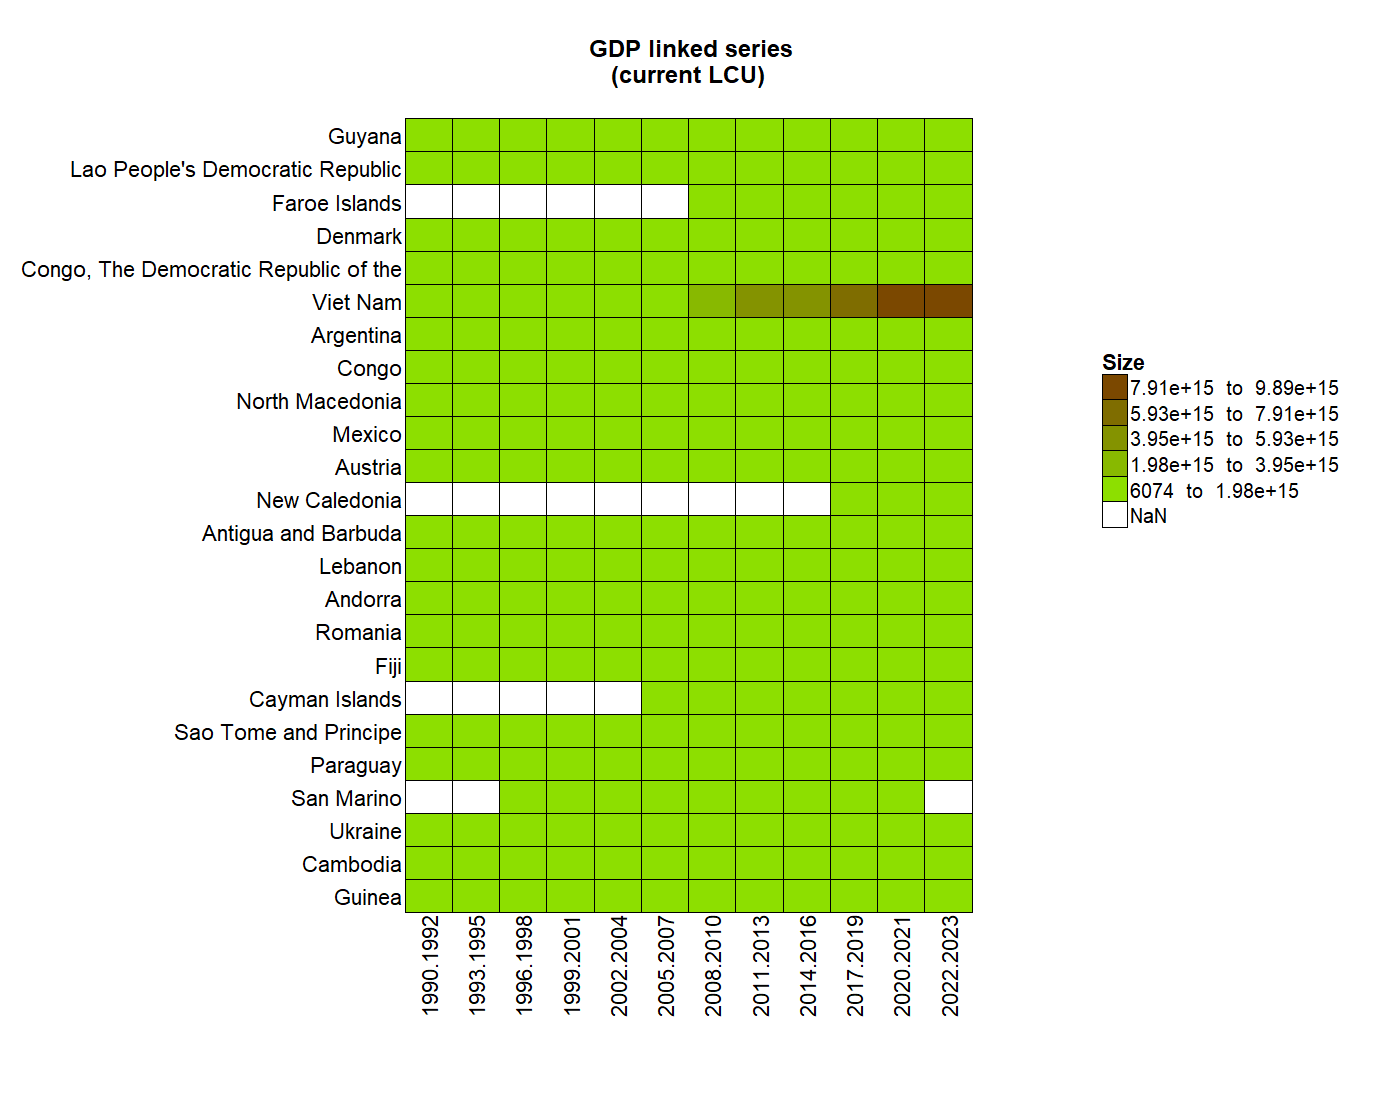 GDP linked series
(current LCU)
Guyana
Lao People's Democratic Republic
Faroe Islands
Denmark
Congo, The Democratic Republic of the
Viet Nam
Argentina
Congo
North Macedonia
Mexico
Austria
New Caledonia
Antigua and Barbuda
Lebanon
Andorra
Romania
Fiji
Cayman Islands
Sao Tome and Principe
Paraguay
San Marino
Ukraine
Cambodia
Guinea
1990.1992
1993.1995
1996.1998
1999.2001
2002.2004
2005.2007
2008.2010
2011.2013
2014.2016
2017.2019
2020.2021
2022.2023
Size
7.91e+15 to 9.89e+15
5.93e+15 to 7.91e+15
3.95e+15 to 5.93e+15
1.98e+15 to 3.95e+15
6074 to 1.98e+15
NaN